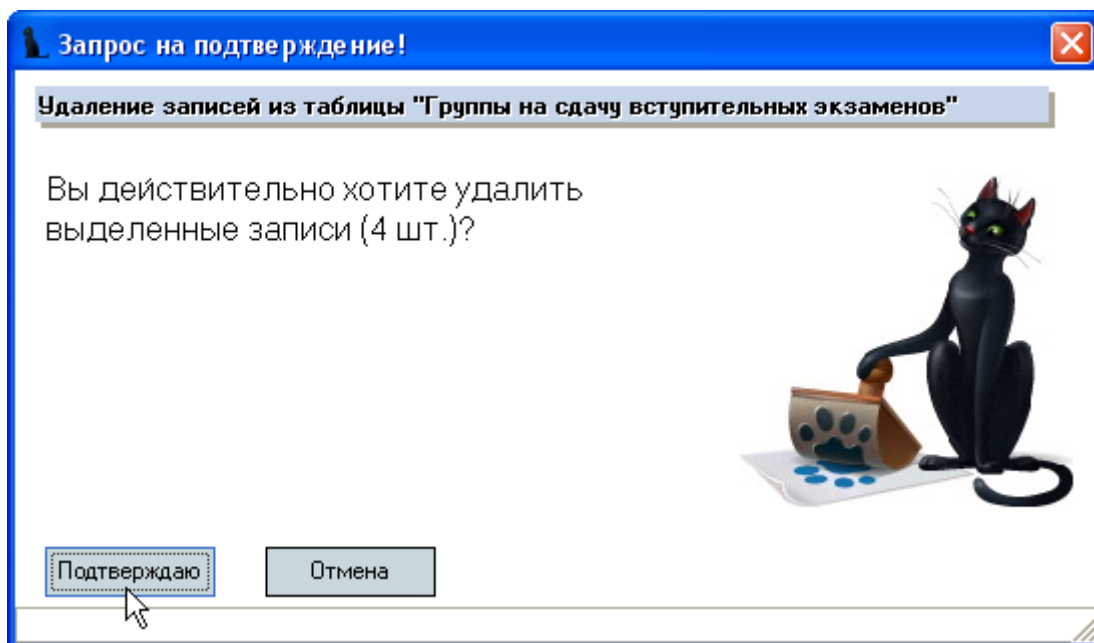 Запрос на подтверждение!
Удаление записей из таблицы "Группы на сдачу вступительных экзаменов"
Вы действительно хотите удалить
выделенные записи (4 шт.)?
Подтверждаю
Отмена